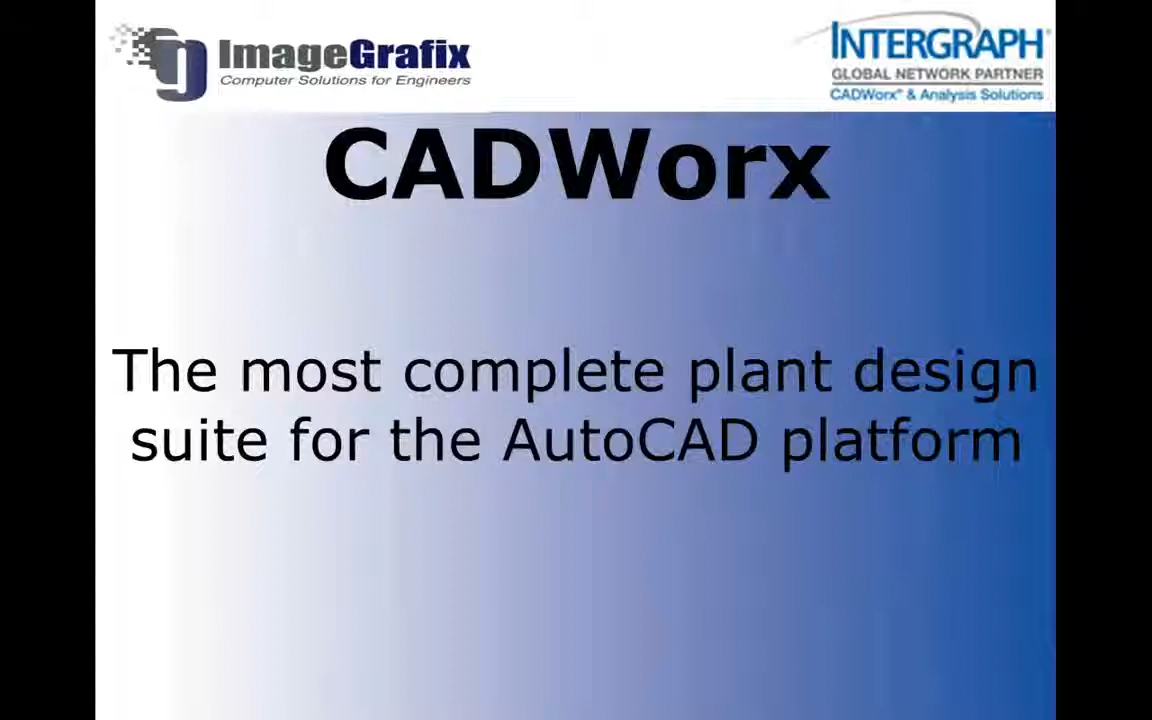 ImageGrafix
Computer Solutions for Engineers
INTERGRAPH®
GLOBAL NETWORK PARTNER
CADWorx® & Analysis Solutions
CADWorx
The most complete plant design
suite for the AutoCAD platform